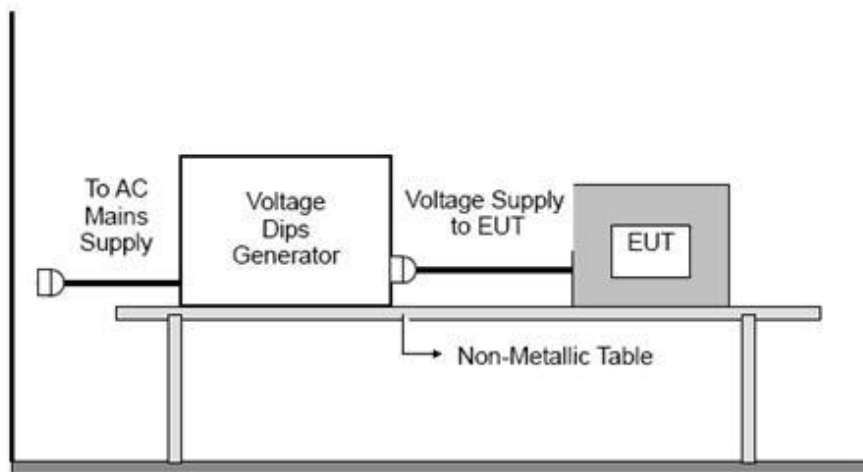 To AC
Mains
Supply
Voltage
Dips
Generator
Voltage Supply
to EUT
EUT
Non-Metallic Table